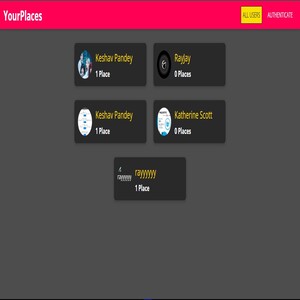 YourPlaces
ALL USERS
AUTHENTICATE
Keshav Pandey
1 Place
RayJay
0 Places
Keshav Pandey
1 Place
Katherine Scott
0 Places
rayyyyyy
1 Place